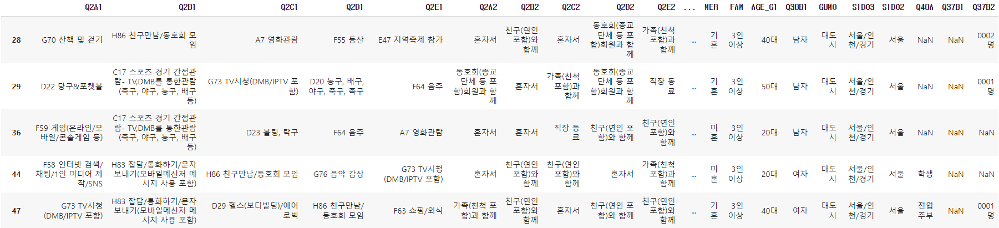 Q2A1 Q2B1 Q2C1 Q2D1 Q2E1 Q2A2 Q2B2 Q2C2 Q2D2 Q2E2 ... MER FAM AGE_G1 Q38B1 GUMO SIDO3 SIDO2 Q40A Q37B1 Q37B2
28 G70 산책 및 걷기 H86 친구만남/동호회 모임 A7 영화관람 F55 등산 E47 지역축제 참가 혼자서 친구(연인 포함)와 함께 혼자서 동호회(종교단체 등 포함)회원과 함께 가족(친척 포함)과 함께 ... 기혼 3인 이상 40대 남자 대도시 서울/인천/경기 서울 NaN NaN 0002명
29 D22 당구&포켓볼 C17 스포츠 경기 간접관람- TV,DMB를 통한관람(축구, 야구, 농구, 배구 등) G73 TV시청(DMB/IPTV 포함) D20 농구, 배구, 야구, 축구, 족구 F64 음주 동호회(종교단체 등 포함)회원과 함께 혼자서 가족(친척 포함)과 함께 동호회(종교단체 등 포함)회원과 함께 직장 동료 ... 기혼 3인 이상 50대 남자 대도시 서울/인천/경기 서울 NaN NaN 0001명
36 F59 게임(온라인/모바일/콘솔게임 등) C17 스포츠 경기 간접관람- TV,DMB를 통한관람(축구, 야구, 농구, 배구 등) D23 볼링, 탁구 F64 음주 A7 영화관람 혼자서 혼자서 직장 동료 친구(연인 포함)와 함께 친구(연인 포함)와 함께 ... 미혼 3인 이상 20대 남자 대도시 서울/인천/경기 서울 NaN NaN NaN
44 F58 인터넷 검색/채팅/1인 미디어 제작/SNS H83 잡담/통화하기/문자보내기(모바일메신저 메시지 사용 포함) H86 친구만남/동호회 모임 G76 음악 감상 G73 TV시청(DMB/IPTV 포함) 혼자서 친구(연인 포함)와 함께 친구(연인 포함)와 함께 혼자서 가족(친척 포함)과 함께 ... 미혼 3인 이상 20대 여자 대도시 서울/인천/경기 서울 학생 NaN NaN
47 G73 TV시청(DMB/IPTV 포함) H83 잡담/통화하기/문자보내기(모바일메신저 메시지 사용 포함) D29 헬스(보디빌딩)/에어로빅 H86 친구만남/동호회 모임 F63 쇼핑/외식 가족(친척 포함)과 함께 친구(연인 포함)와 함께 혼자서 친구(연인 포함)와 함께 친구(연인 포함)와 함께 ... 기혼 3인 이상 40대 여자 대도시 서울/인천/경기 서울 전업주부 NaN 0001명